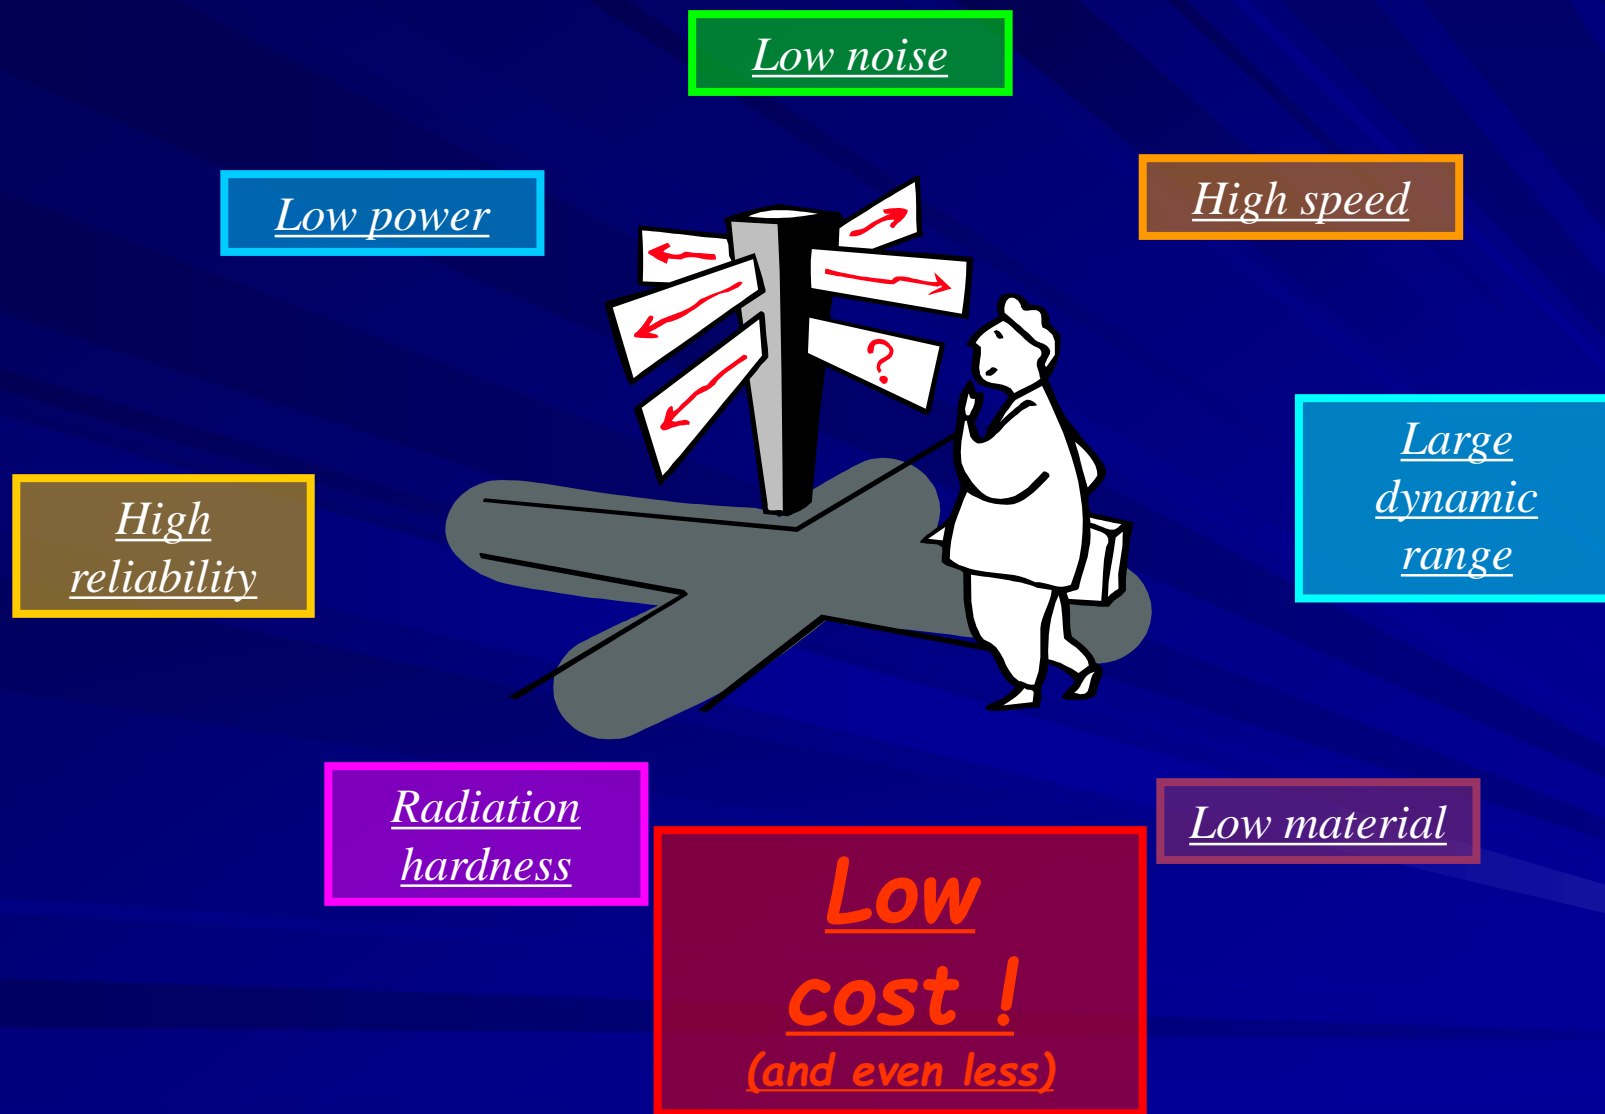 Low noise
High speed
Low power
?
Large
dynamic
range
High
reliability
Radiation
hardness
Low material
Low
cost !
(and even less)